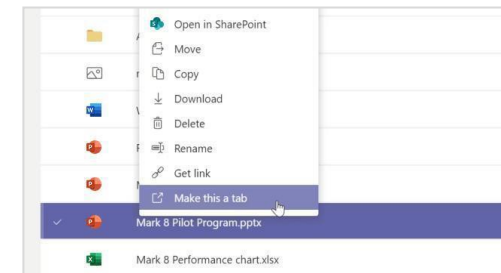 Open in SharePoint
Move
Copy
Download
Delete
Rename
Get link
Make this a tab
Mark 8 Pilot Program.pptx
Mark 8 Performance chart.xlsx